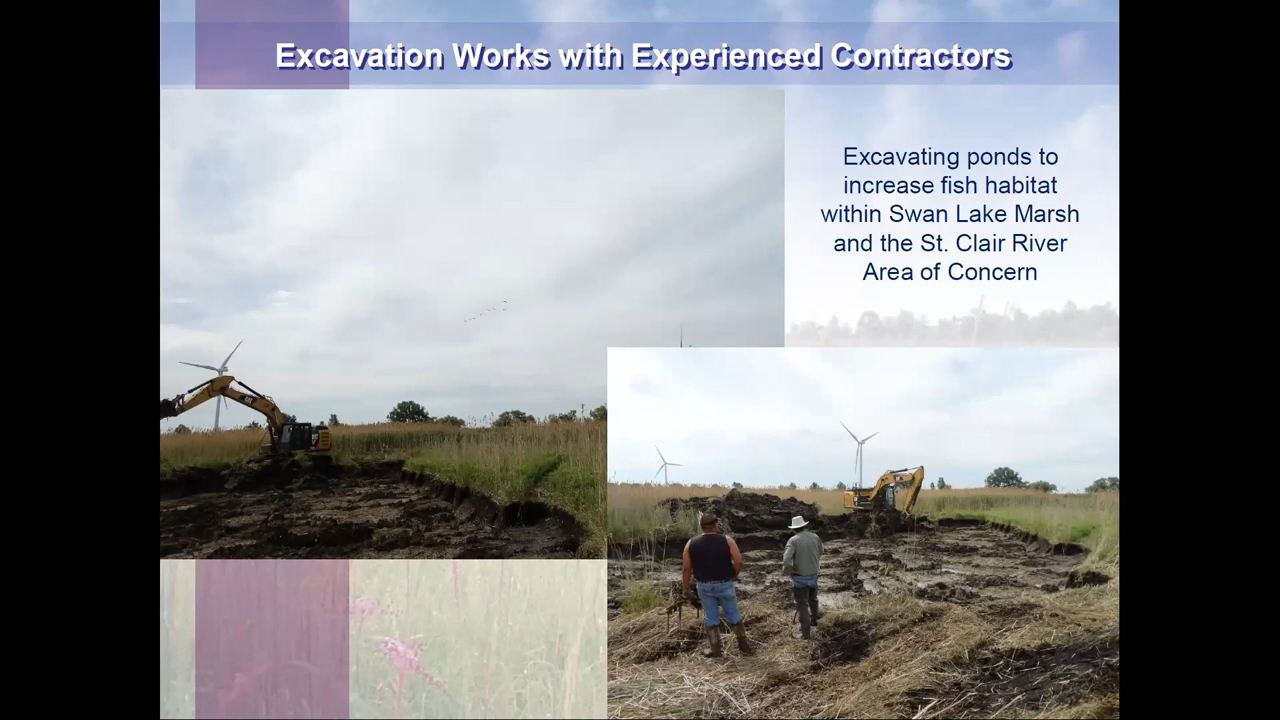 Excavation Works with Experienced Contractors
Excavating ponds to
increase fish habitat
within Swan Lake Marsh
and the St. Clair River
Area of Concern